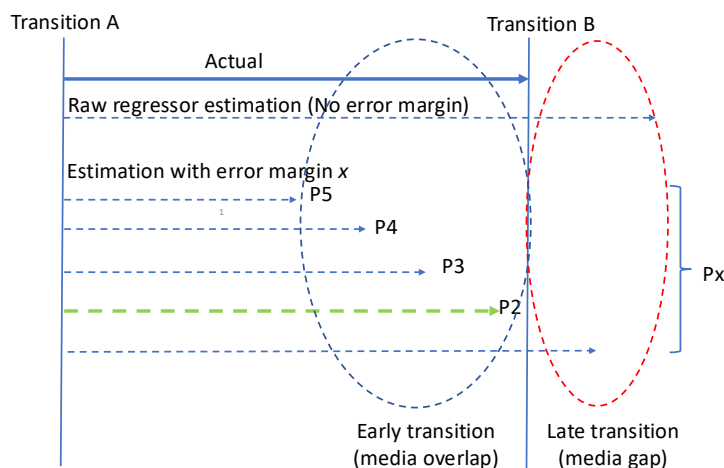 Transition A
Transition B
Actual
Raw regressor estimation (No error margin)
Estimation with error margin x
P5
1
P4
P3
P2
Px
Early transition
(media overlap)
Late transition
(media gap)